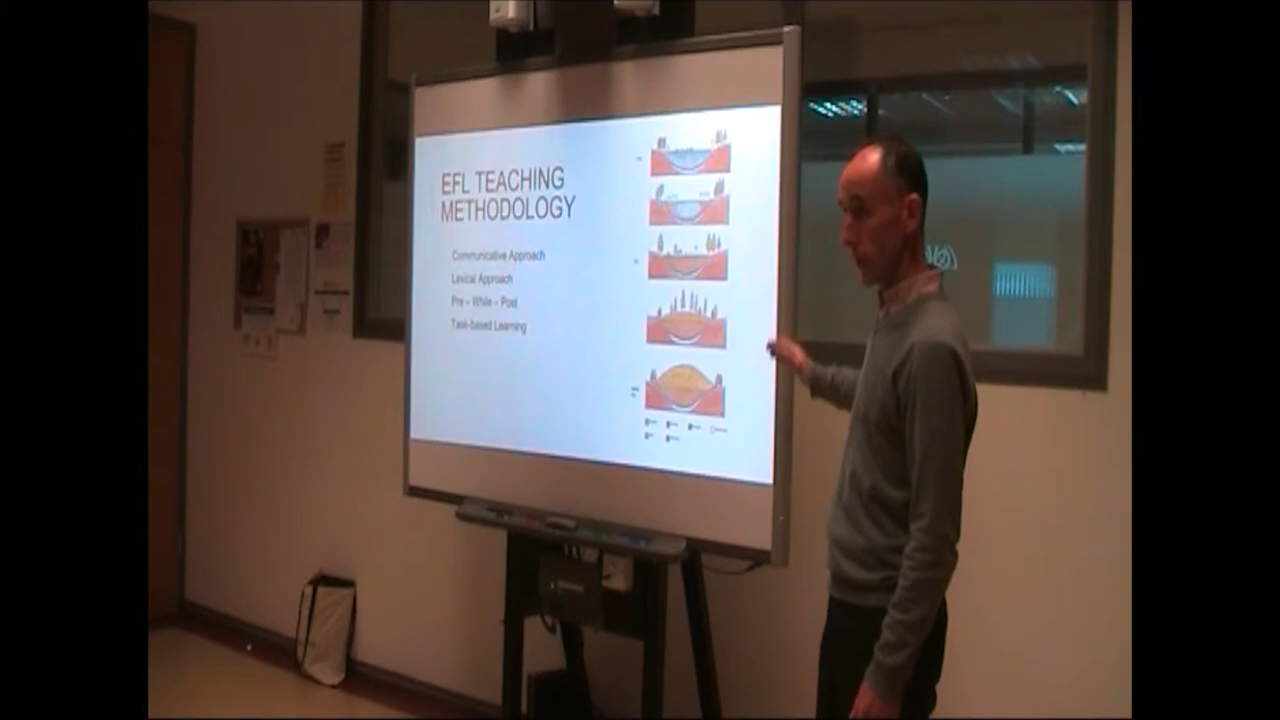 EFL TEACHING
METHODOLOGY
Communicative Approach
Lexical Approach
Pre – While – Post
Task-based Learning